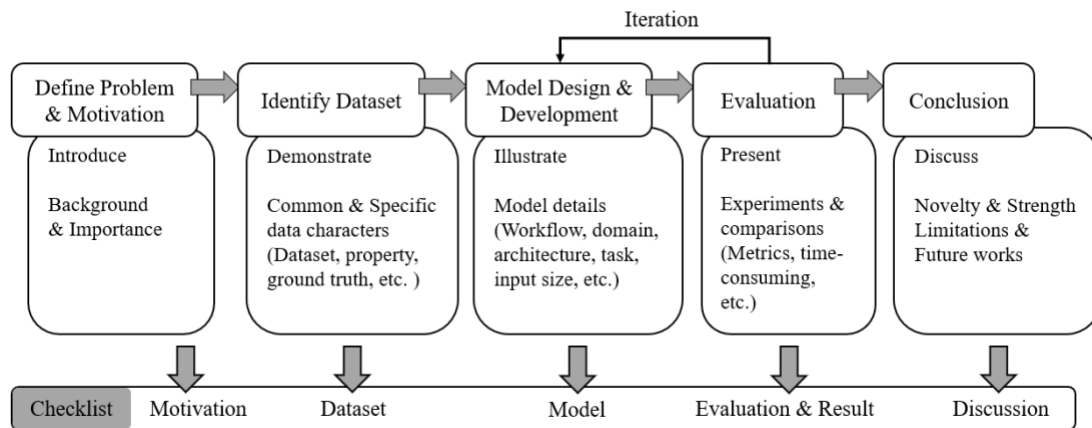 Iteration
Define Problem
& Motivation
Identify Dataset
Model Design &
Development
Evaluation
Conclusion
Introduce
Background
& Importance
Demonstrate
Common & Specific
data characters
(Dataset, property,
ground truth, etc. )
Illustrate
Model details
(Workflow, domain,
architecture, task,
input size, etc.)
Present
Experiments &
comparisons
(Metrics, time-
consuming,
etc.)
Discuss
Novelty & Strength
Limitations &
Future works
Checklist
Motivation
Dataset
Model
Evaluation & Result
Discussion